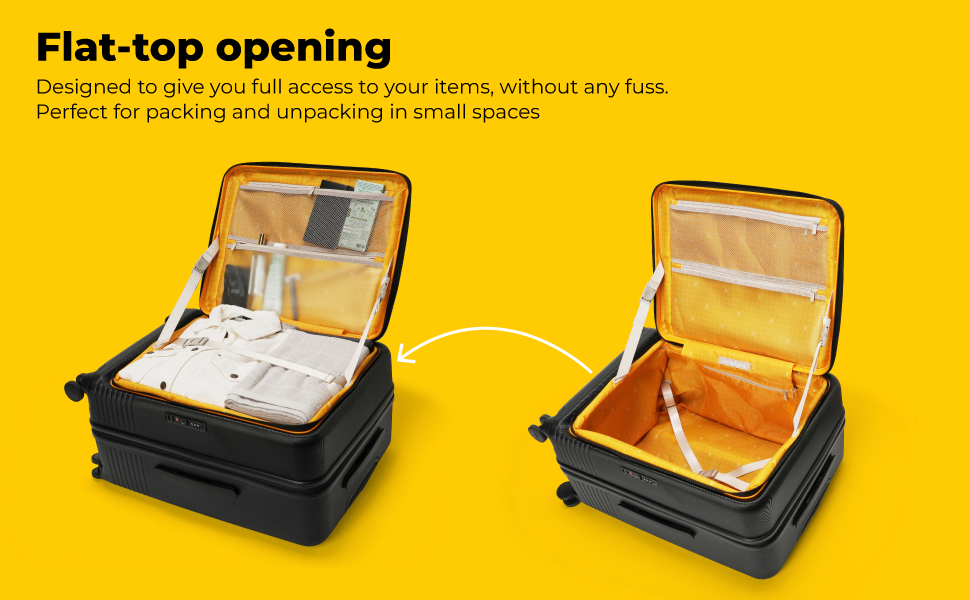 Flat-top opening
Designed to give you full access to your items, without any fuss.
Perfect for packing and unpacking in small spaces